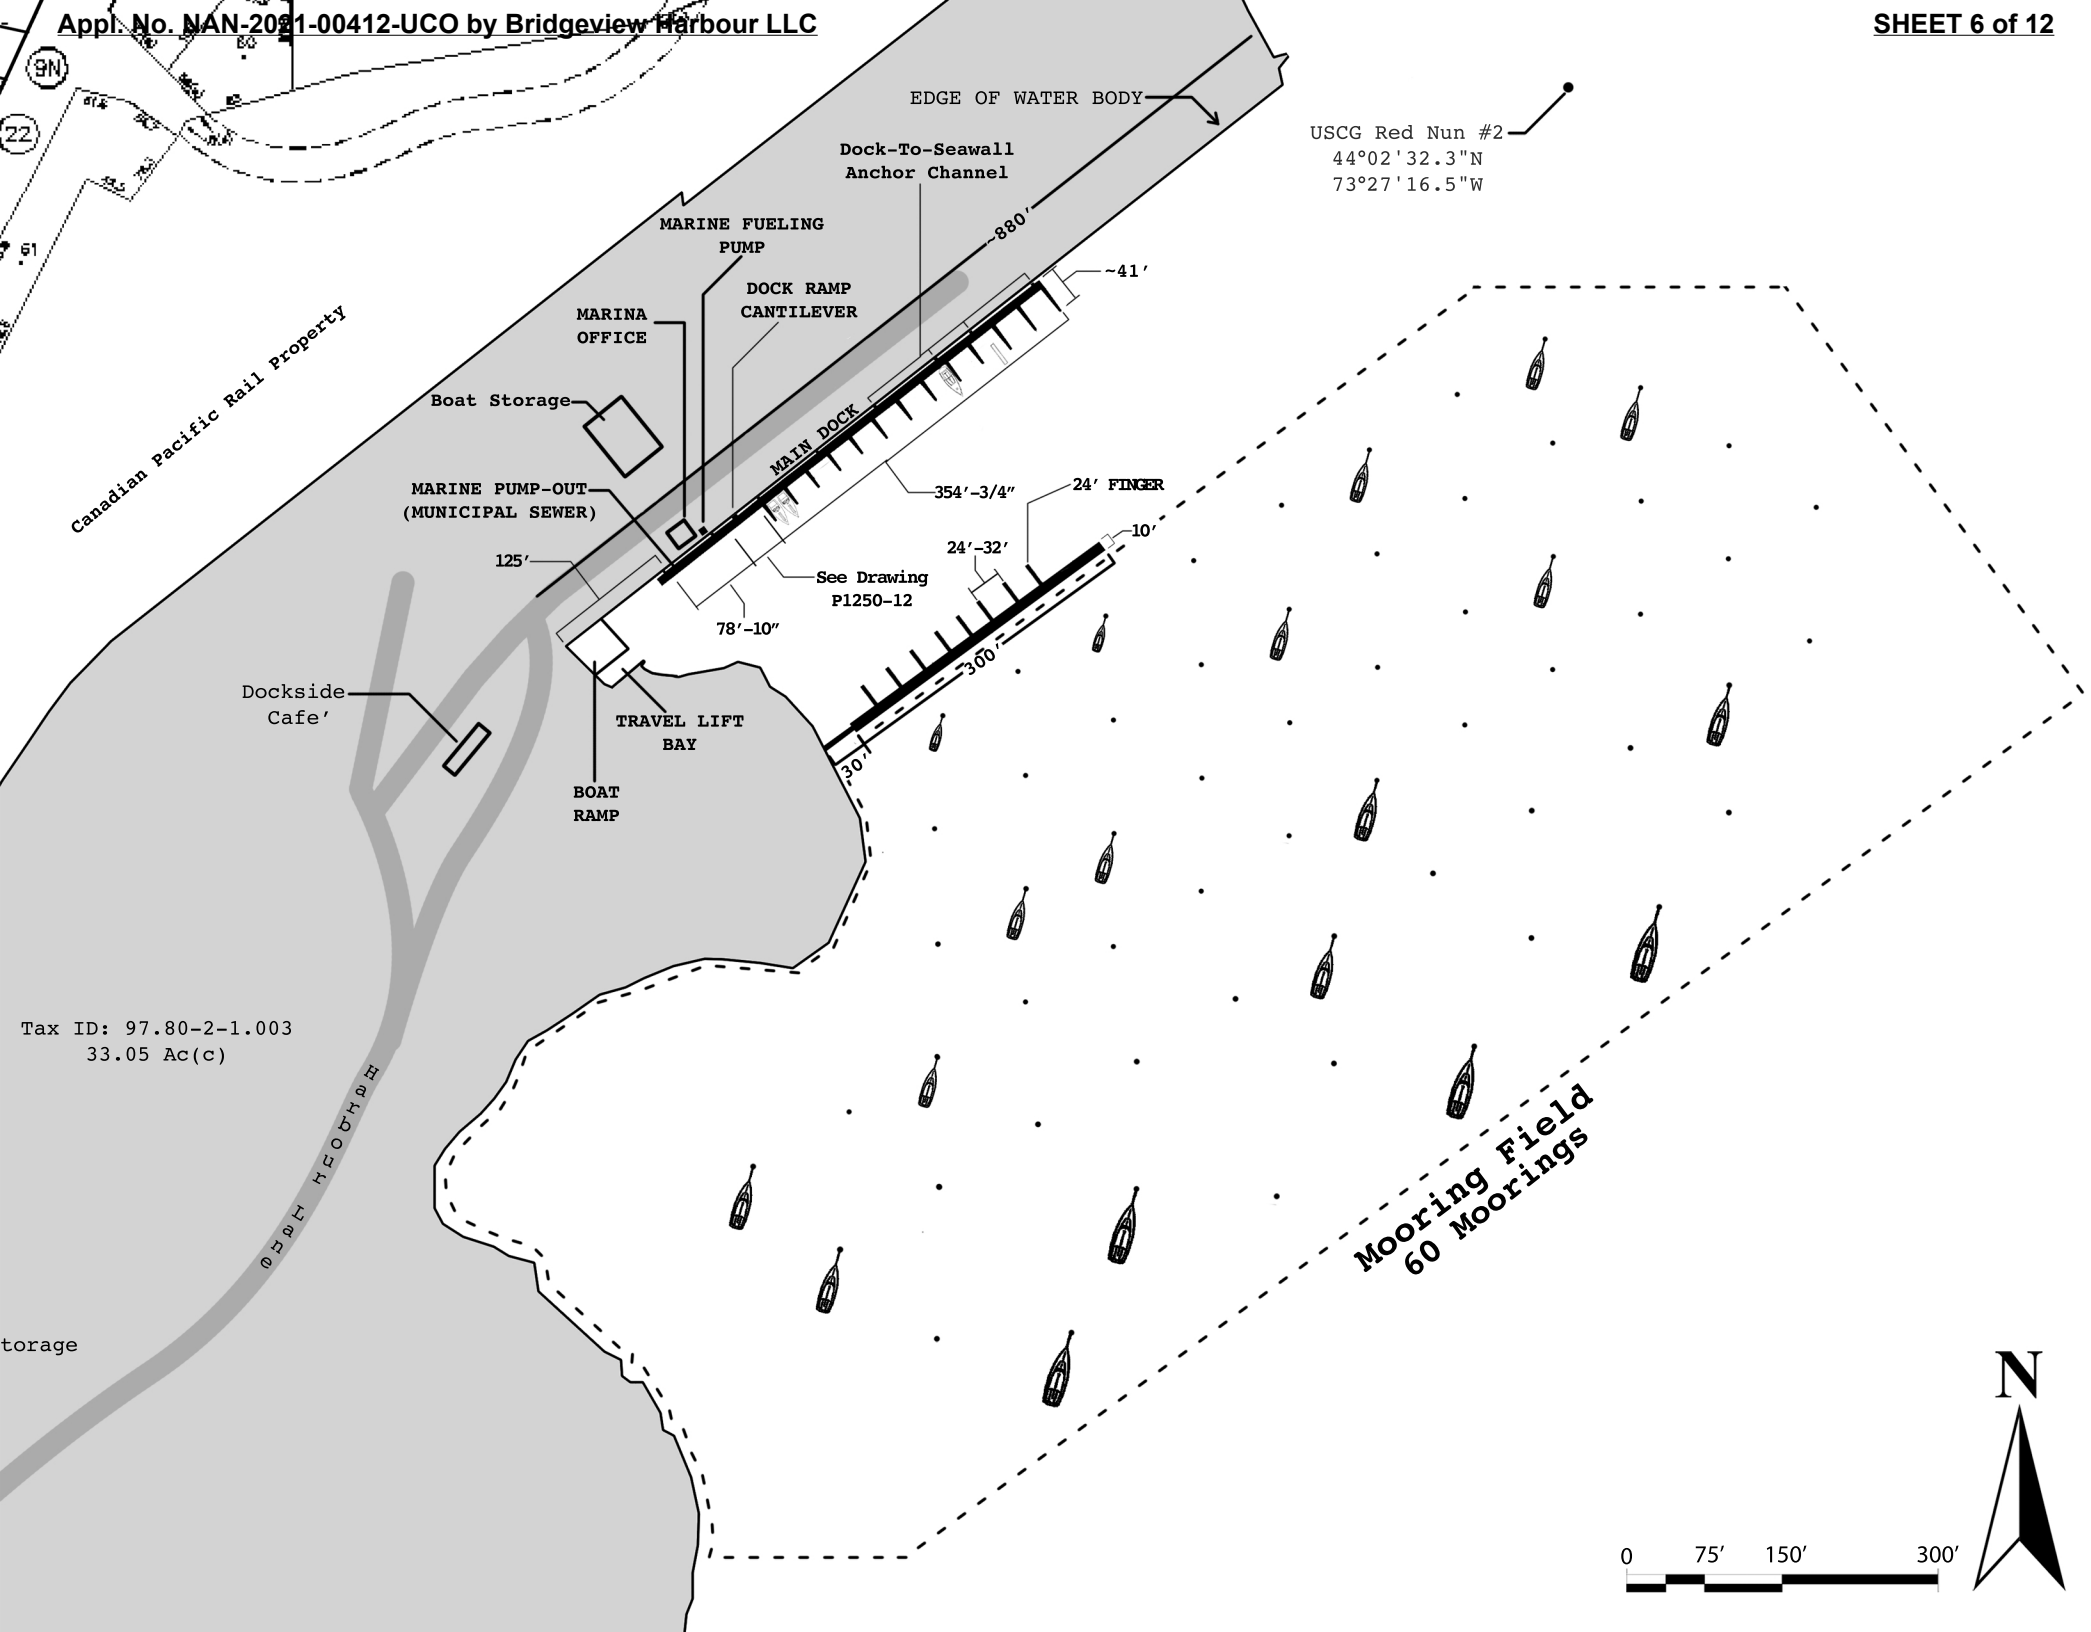 Appl. No. NAN-2021-00412-UCO by Bridgeview Harbour LLC
SHEET 6 of 12
9N
22
60
61
EDGE OF WATER BODY
USCG Red Nun #2
44°02'32.3"N
73°27'16.5"W
Dock-To-Seawall
Anchor Channel
~880'
MARINE FUELING
PUMP
~41'
DOCK RAMP
CANTILEVER
MARINA
OFFICE
Canadian Pacific Rail Property
Boat Storage
MAIN DOCK
MARINE PUMP-OUT
(MUNICIPAL SEWER)
354'-3/4"
24' FINGER
10'
24'-32'
125'
See Drawing
P1250-12
78'-10"
300'
Dockside
Cafe'
TRAVEL LIFT
BAY
30'
BOAT
RAMP
Tax ID: 97.80-2-1.003
33.05 Ac(c)
Harbour Lane
Mooring Field
60 Moorings
torage
N
0 75' 150' 300'